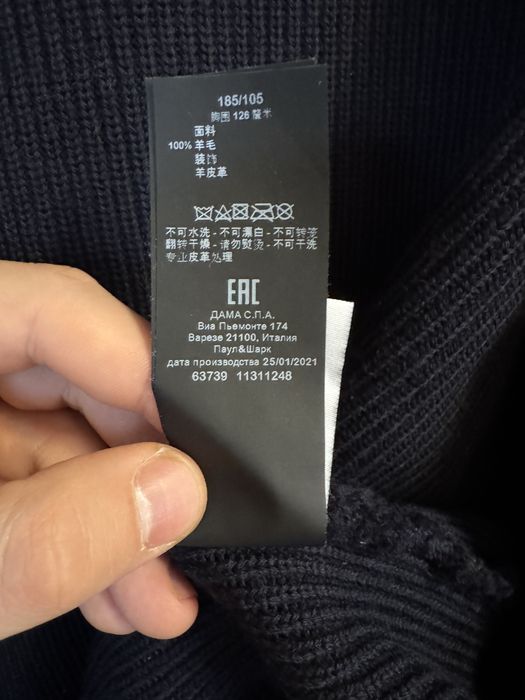 185/105
胸围 126 釐米
面料
100% 羊毛
装饰
羊皮革
不可水洗 - 不可漂白 - 不可转笼
翻转干燥 - 请勿熨烫 - 不可干洗
专业皮革处理
EAC
ДАМА С.П.А.
Виа Пьемонте 174
Варезе 21100, Италия
Паул&Шарк
дата производства 25/01/2021
63739 11311248